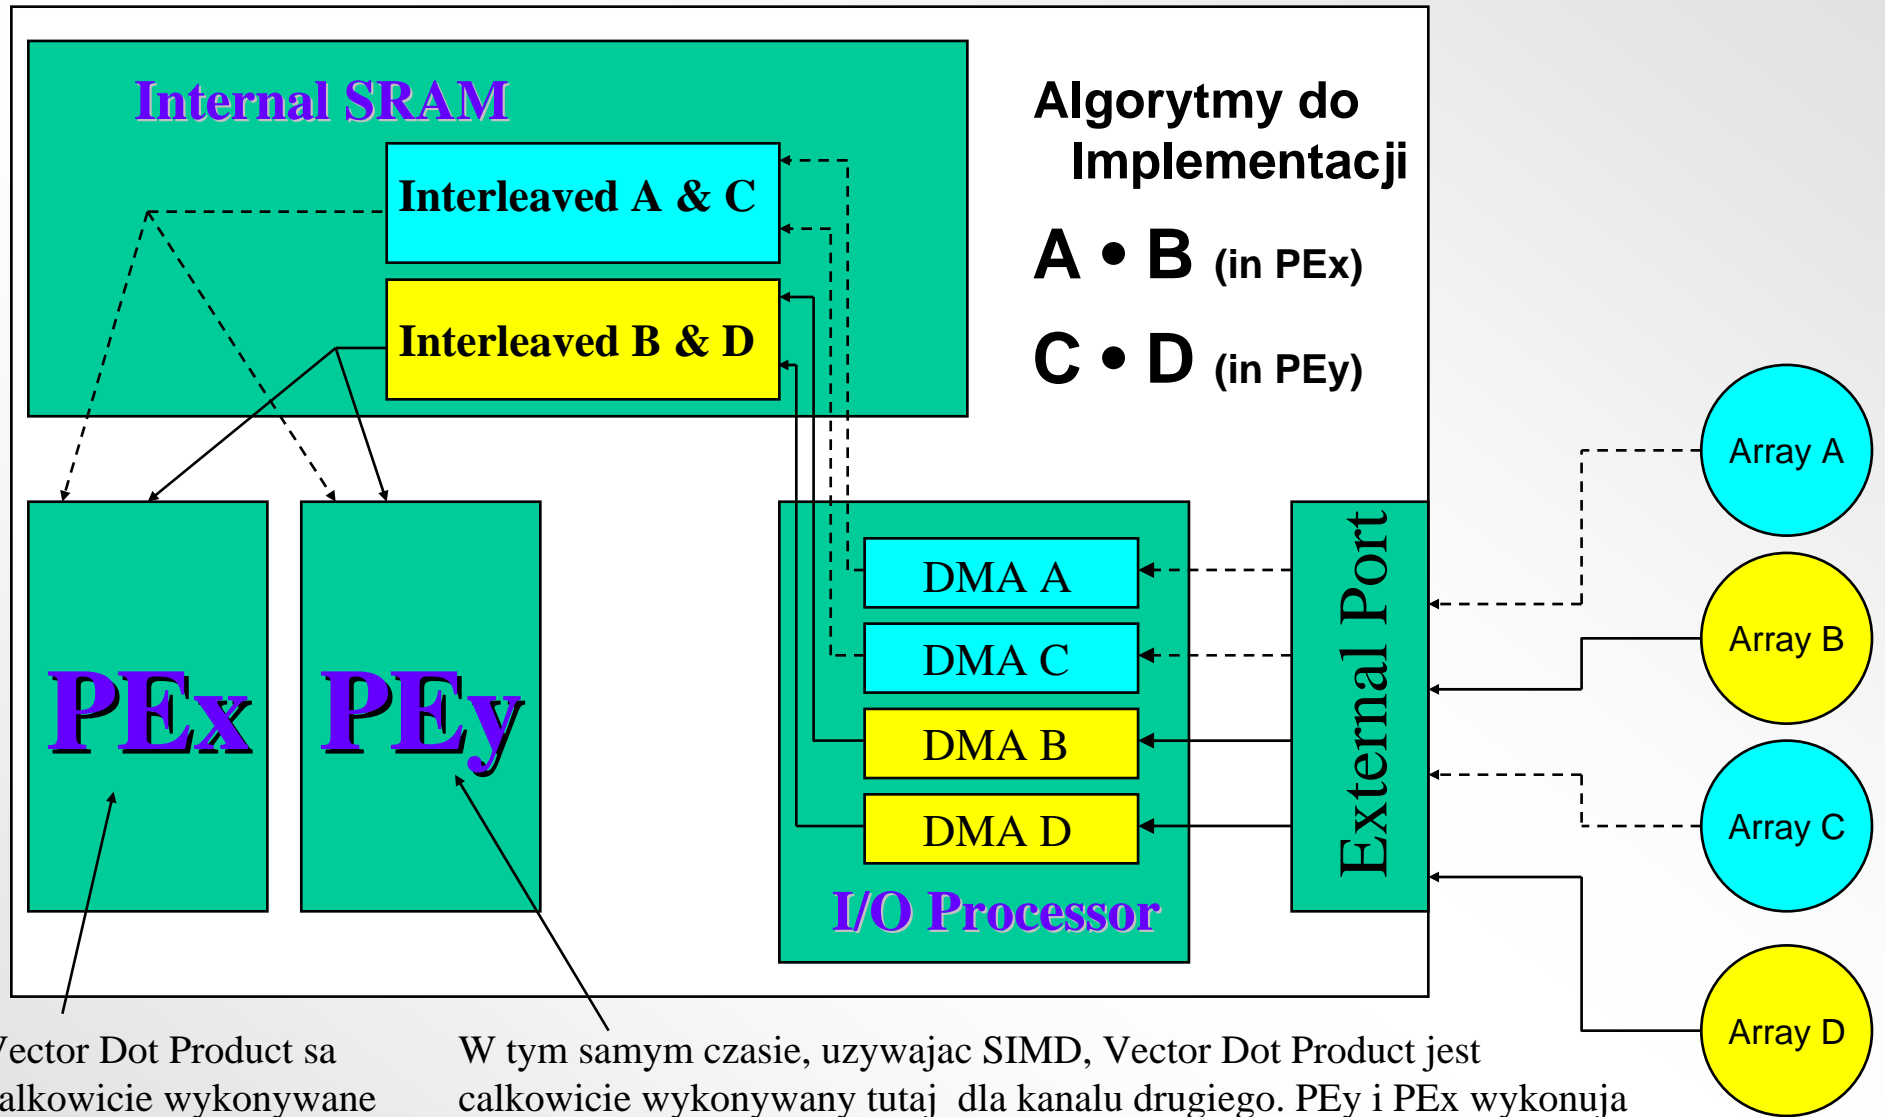 Internal SRAM
Interleaved A & C
Interleaved B & D
Algorytmy do
Implementacji
A • B (in PEx)
C • D (in PEy)
Array A
Array B
Array C
Array D
PEx
PEy
DMA A
DMA C
DMA B
DMA D
I/O Processor
External Port
Vector Dot Product sa
calkowicie wykonywane
W tym samym czasie, uzywajac SIMD, Vector Dot Product jest
calkowicie wykonywany tutaj dla kanalu drugiego. PEy i PEx wykonuja